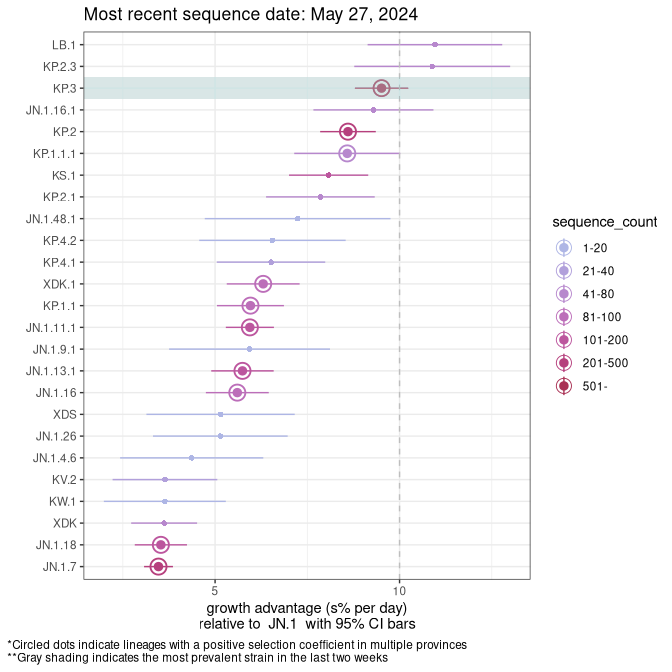 Most recent sequence date: May 27, 2024
LB.1
KP.2.3
KP.3
JN.1.16.1
KP.2
KP.1.1.1
KS.1
KP.2.1
JN.1.48.1
KP.4.2
KP.4.1
XDK.1
KP.1.1
JN.1.11.1
JN.1.9.1
JN.1.13.1
JN.1.16
XDS
JN.1.26
JN.1.4.6
KV.2
KW.1
XDK
JN.1.18
JN.1.7
5 10
growth advantage (s% per day)
relative to JN.1 with 95% CI bars
sequence_count
1-20
21-40
41-80
81-100
101-200
201-500
501-
*Circled dots indicate lineages with a positive selection coefficient in multiple provinces
**Gray shading indicates the most prevalent strain in the last two weeks